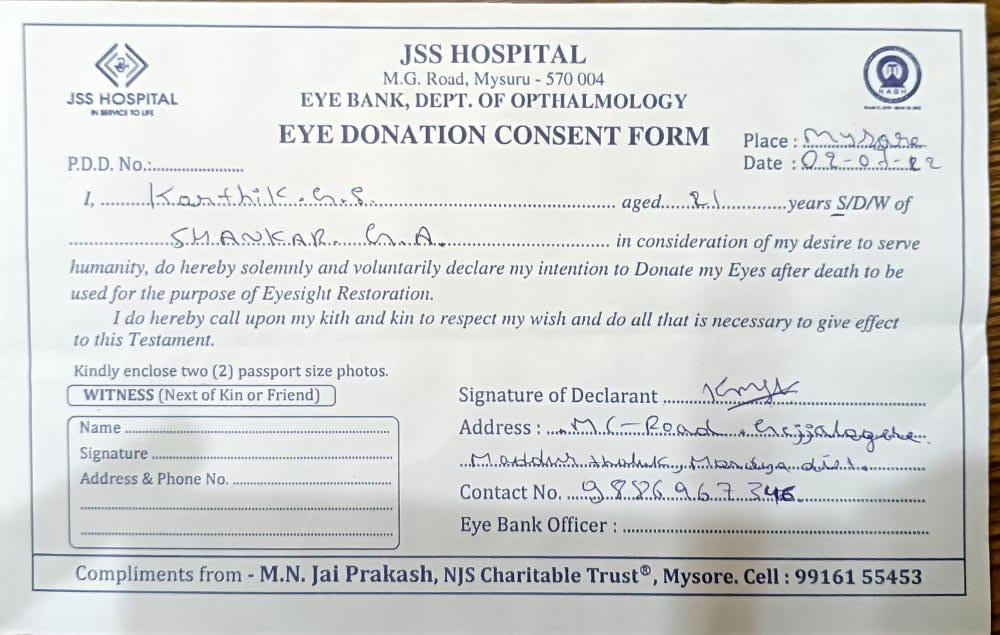 JSS HOSPITAL
IN SERVICE TO LIFE
JSS HOSPITAL
M.G. Road, Mysuru - 570 004
EYE BANK, DEPT. OF OPTHALMOLOGY
EYE DONATION CONSENT FORM
NABH
Place : Mysore
Date : 02-07-22
P.D.D. No.:
I, Karthik.G.S. aged 21 years S/D/W of
SHANKAR. G.A. in consideration of my desire to serve
humanity, do hereby solemnly and voluntarily declare my intention to Donate my Eyes after death to be
used for the purpose of Eyesight Restoration.
I do hereby call upon my kith and kin to respect my wish and do all that is necessary to give effect
to this Testament.
Kindly enclose two (2) passport size photos.
WITNESS (Next of Kin or Friend)
Name
Signature
Address & Phone No.
Signature of Declarant
Address : M.C-Road, Gejjalagere
Maddur thaluk, Mandya dist.
Contact No. 9886967346
Eye Bank Officer :
Compliments from - M.N. Jai Prakash, NJS Charitable Trust®, Mysore. Cell : 99161 55453